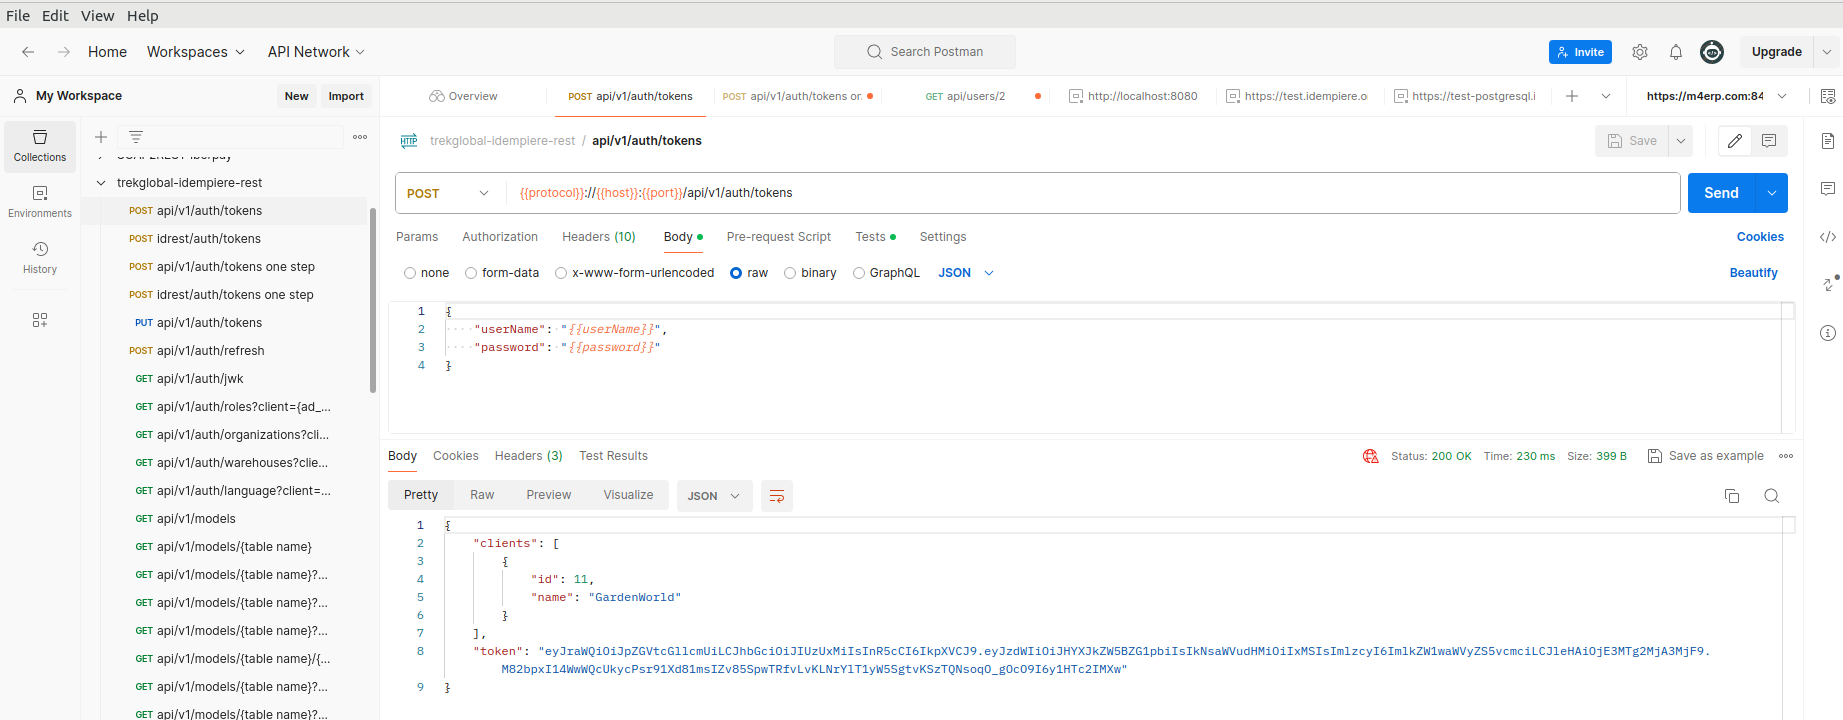 File Edit View Help
Home Workspaces API Network Search Postman Invite Upgrade
My Workspace New Import
Overview POST api/v1/auth/tokens POST api/v1/auth/tokens or GET api/users/2 http://localhost:8080 https://test.idempiere.o https://test-postgresql.i https://m4erp.com:84
Collections
Environments
History
trekglobal-idempiere-rest
POST api/v1/auth/tokens
POST idrest/auth/tokens
POST api/v1/auth/tokens one step
POST idrest/auth/tokens one step
PUT api/v1/auth/tokens
POST api/v1/auth/refresh
GET api/v1/auth/jwk
GET api/v1/auth/roles?client={ad_...
GET api/v1/auth/organizations?cli...
GET api/v1/auth/warehouses?clie...
GET api/v1/auth/language?client=...
GET api/v1/models
GET api/v1/models/{table name}
GET api/v1/models/{table name}?...
GET api/v1/models/{table name}?...
GET api/v1/models/{table name}?...
GET api/v1/models/{table name}/{...
GET api/v1/models/{table name}?...
GET api/v1/models/{table name}?...
HTTP trekglobal-idempiere-rest / api/v1/auth/tokens Save
POST {{protocol}}://{{host}}:{{port}}/api/v1/auth/tokens Send
Params Authorization Headers (10) Body Pre-request Script Tests Settings Cookies
none form-data x-www-form-urlencoded raw binary GraphQL JSON Beautify
1 {
2 "userName": "{{userName}}",
3 "password": "{{password}}"
4 }
Body Cookies Headers (3) Test Results Status: 200 OK Time: 230 ms Size: 399 B Save as example
Pretty Raw Preview Visualize JSON
1 {
2 "clients": [
3 {
4 "id": 11,
5 "name": "GardenWorld"
6 }
7 ],
8 "token": "eyJraWQiOiJpZGVtcGllcmUiLCJhbGciOiJIUzUxMiIsInR5cCI6IkpXVCJ9.eyJzdWIiOiJHYXJkZW5BZG1pbiIsIkNsaWVudHMiOiIxMSIsImlzcyI6ImlkZW1waWVyZS5vcmciLCJleHAiOjE3MTg2MjA3MjF9.
M82bpxI14WwWQcUkycPsr91Xd81msIZv85SpwTRfvLvKLNrYlT1yW5SgtvKSzTQNsoqO_gOcO9I6y1HTc2IMXw"
9 }